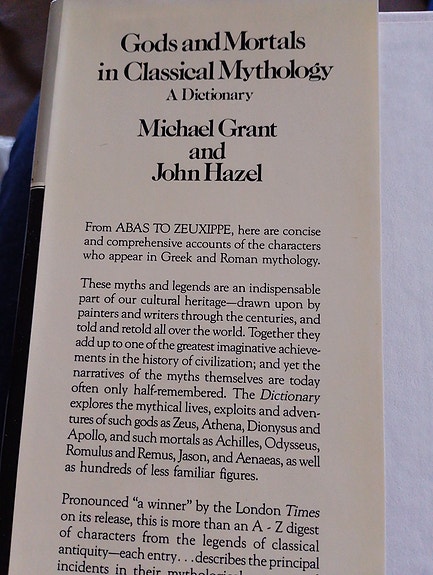 Gods and Mortals
in Classical Mythology
A Dictionary
Michael Grant
and
John Hazel
From ABAS TO ZEUXIPPE, here are concise
and comprehensive accounts of the characters
who appear in Greek and Roman mythology.
These myths and legends are an indispensable
part of our cultural heritage—drawn upon by
painters and writers through the centuries, and
told and retold all over the world. Together they
add up to one of the greatest imaginative achieve-
ments in the history of civilization; and yet the
narratives of the myths themselves are today
often only half-remembered. The Dictionary
explores the mythical lives, exploits and adven-
tures of such gods as Zeus, Athena, Dionysus and
Apollo, and such mortals as Achilles, Odysseus,
Romulus and Remus, Jason, and Aenaeas, as well
as hundreds of less familiar figures.
Pronounced “a winner” by the London Times
on its release, this is more than an A - Z digest
of characters from the legends of classical
antiquity—each entry...describes the principal
incidents in their